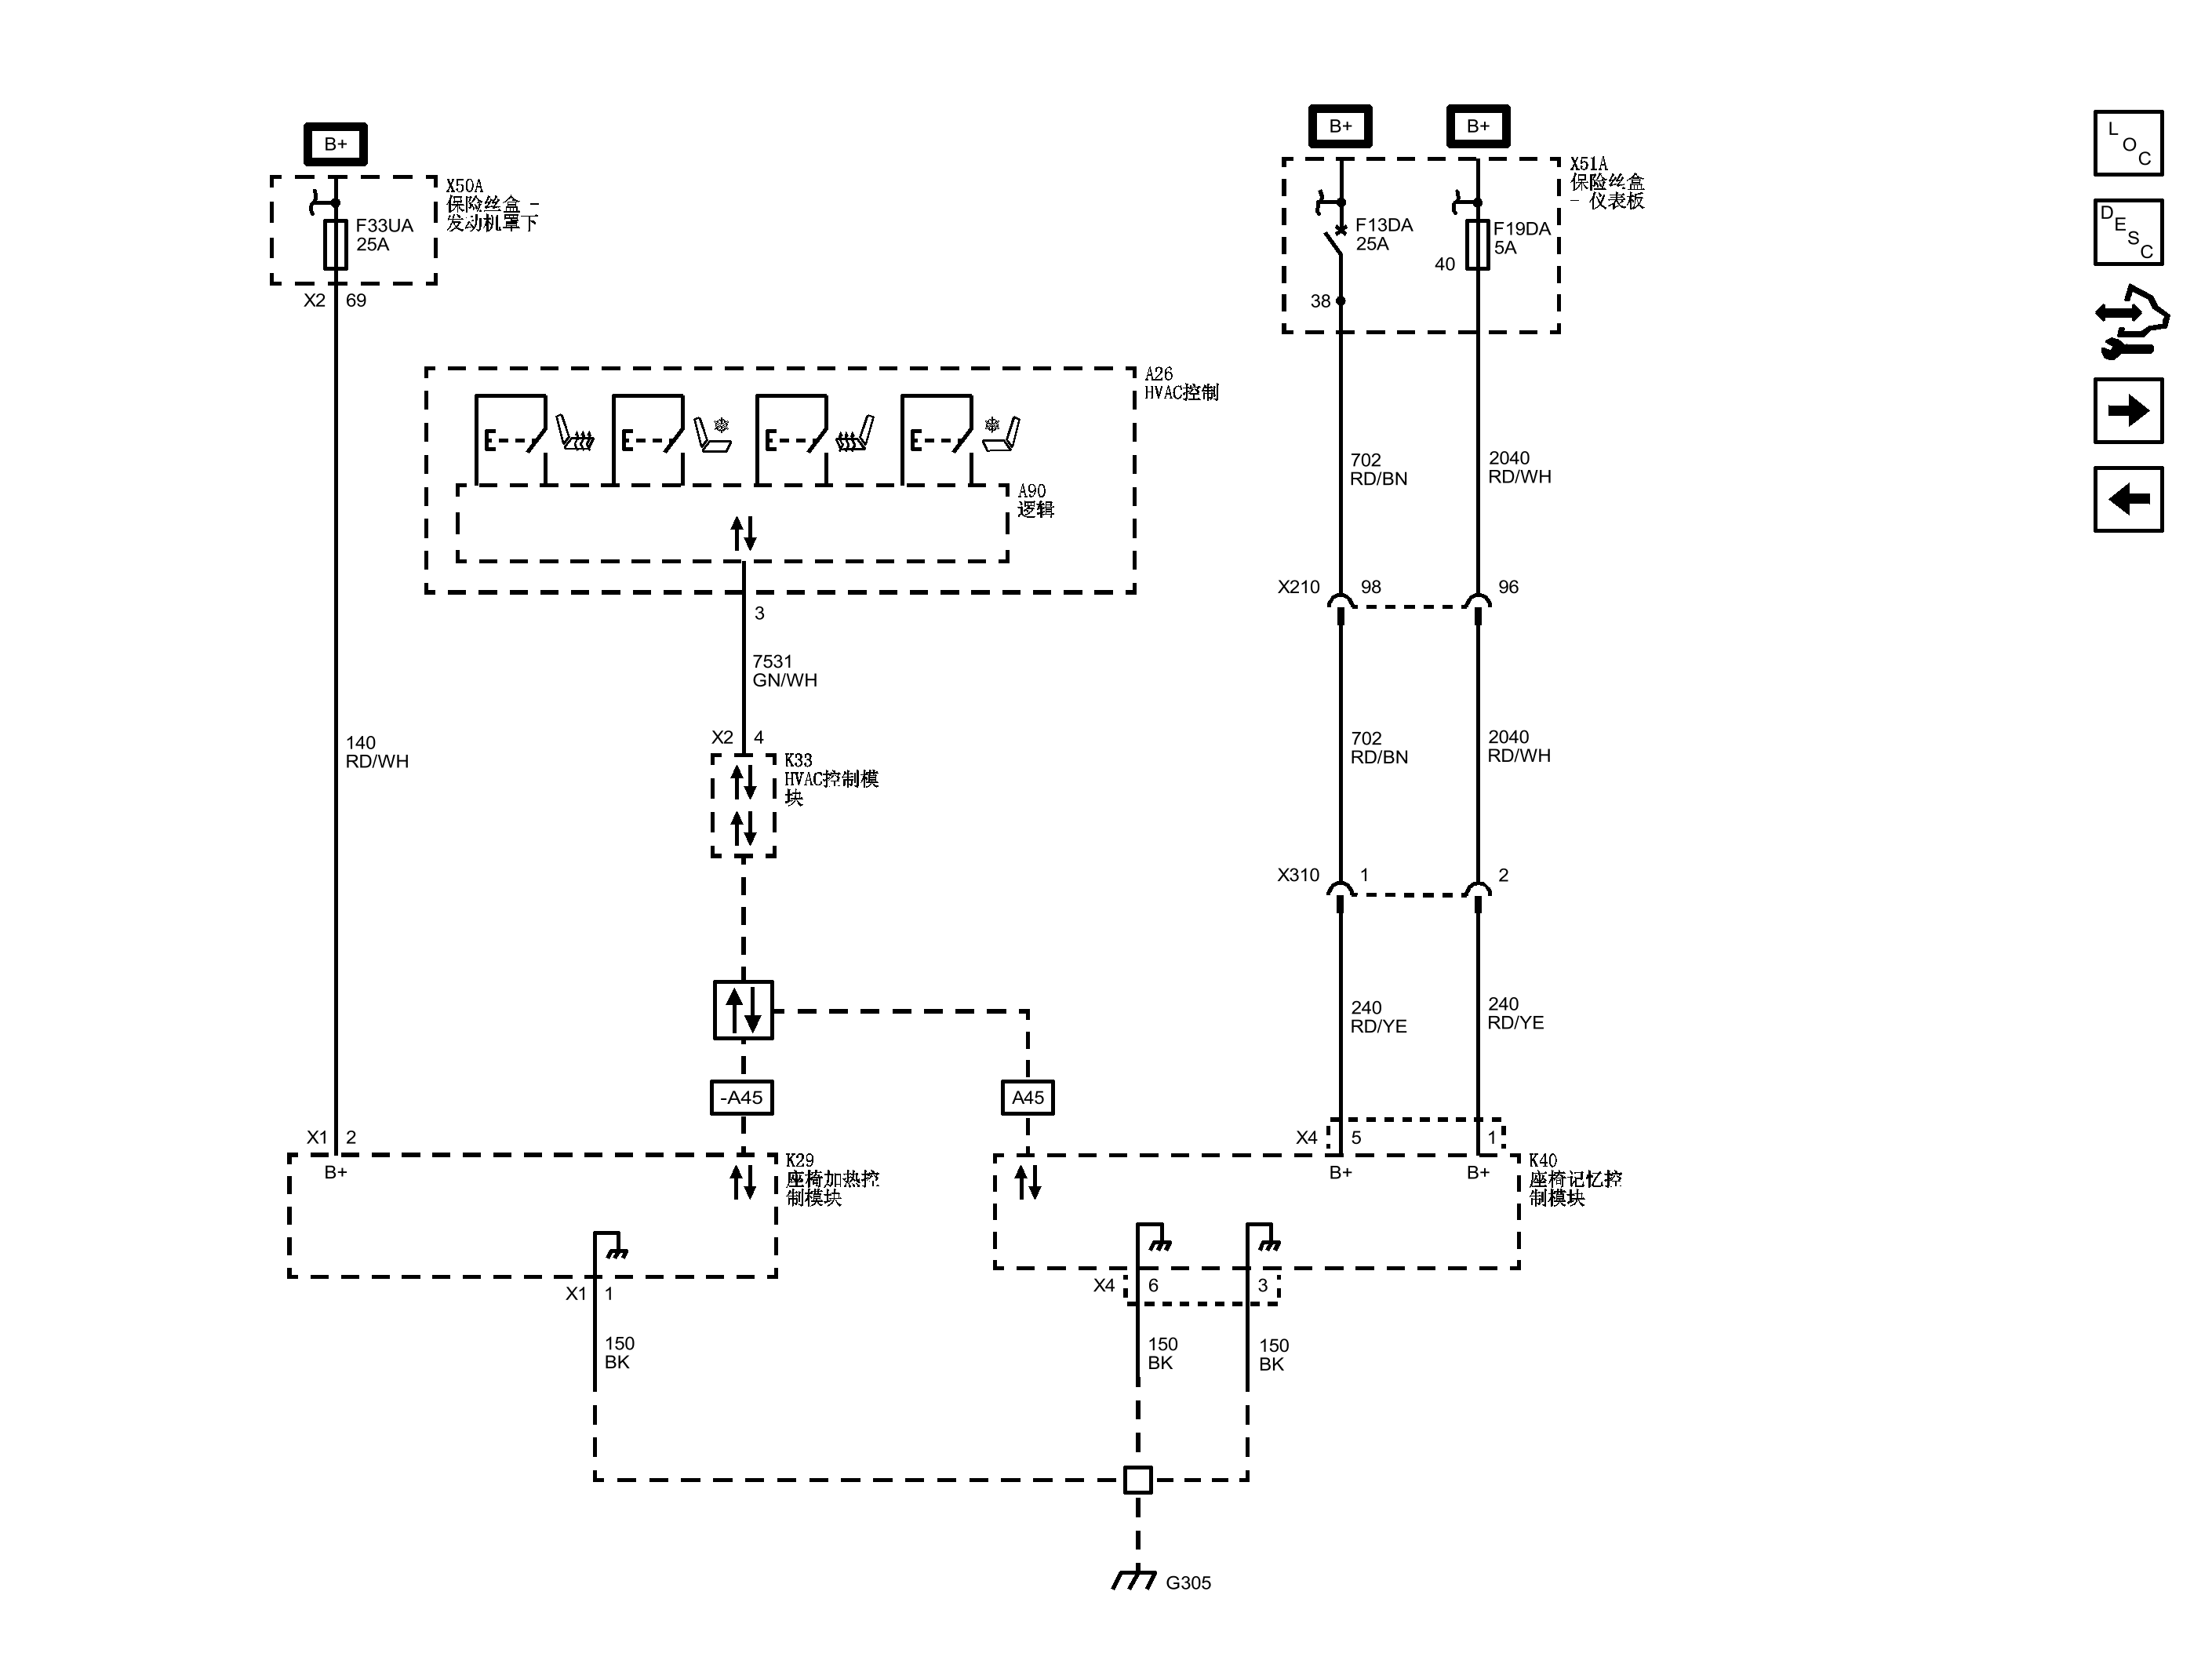 B+
X50A
保险丝盒 -
发动机罩下
F33UA
25A
X2 69
B+
B+
X51A
保险丝盒
- 仪表板
F13DA
25A
F19DA
5A
40
38
L
O
C
D
E
S
C
A26
HVAC控制
A90
逻辑
3
7531
GN/WH
702
RD/BN
2040
RD/WH
X210 98 96
140
RD/WH
X2 4
K33
HVAC控制模
块
702
RD/BN
2040
RD/WH
X310 1 2
240
RD/YE
240
RD/YE
-A45
A45
X1 2
B+
K29
座椅加热控
制模块
X4 5 1
B+
B+
K40
座椅记忆控
制模块
X1 1
150
BK
X4 6 3
150
BK
150
BK
G305